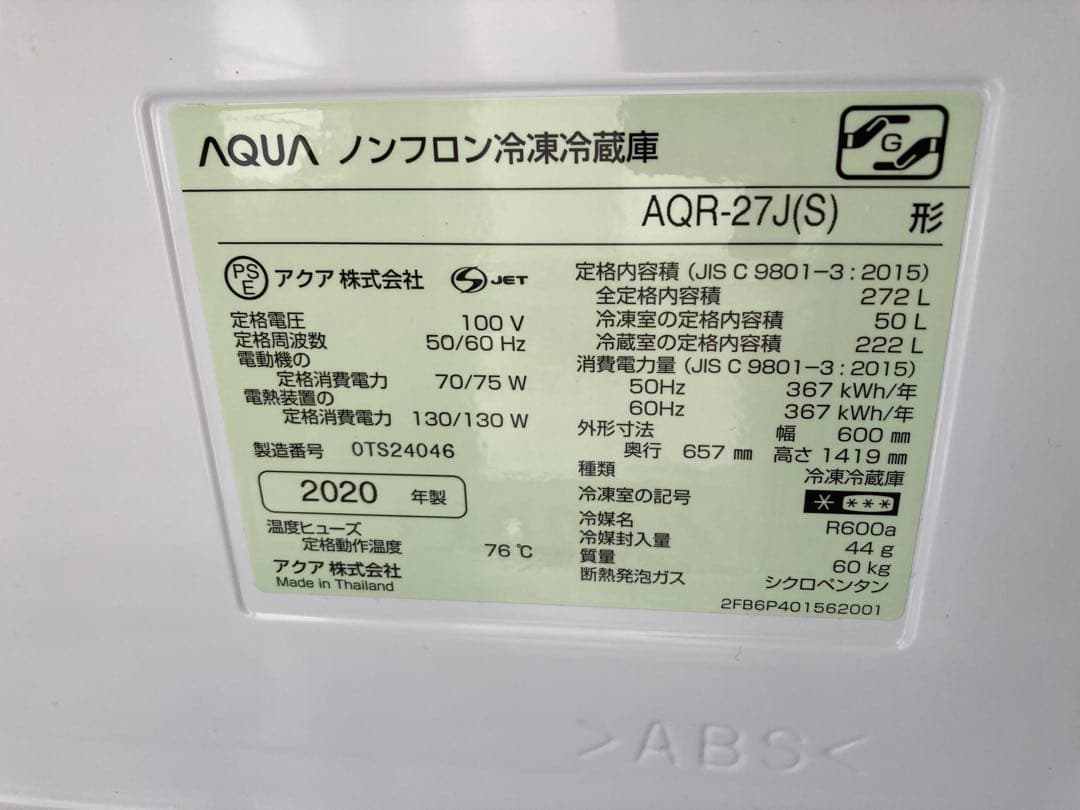 AQUA ノンフロン冷凍冷蔵庫
G
AQR-27J(S) 形
PSE アクア 株式会社 S JET
定格電圧 100 V
定格周波数 50/60 Hz
電動機の
定格消費電力 70/75 W
電熱装置の
定格消費電力 130/130 W
製造番号 0TS24046
2020 年製
温度ヒューズ
定格動作温度 76 ℃
アクア 株式会社
Made in Thailand
定格内容積 (JIS C 9801-3 : 2015)
全定格内容積 272 L
冷凍室の定格内容積 50 L
冷蔵室の定格内容積 222 L
消費電力量 (JIS C 9801-3 : 2015)
50Hz 367 kWh/年
60Hz 367 kWh/年
外形寸法 幅 600 ㎜
奥行 657 ㎜ 高さ 1419 ㎜
種類 冷凍冷蔵庫
冷凍室の記号 * ***
冷媒名 R600a
冷媒封入量 44 g
質量 60 kg
断熱発泡ガス シクロペンタン
2FB6P401562001
>ABS<